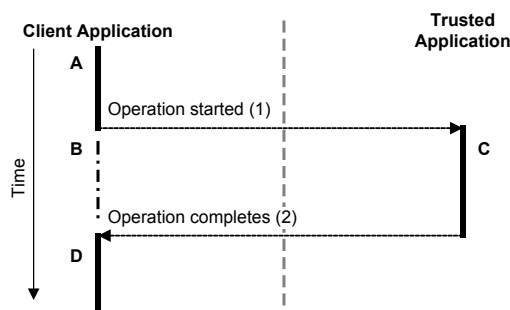 Client Application
Trusted
Application
A
Operation started (1)
B
C
Time
Operation completes (2)
D